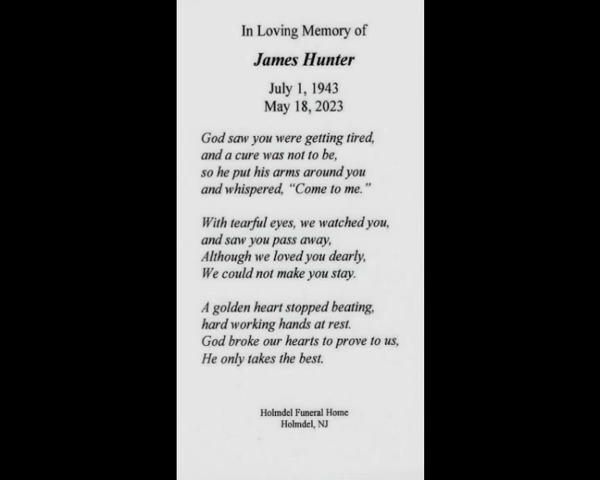 In Loving Memory of
James Hunter
July 1, 1943
May 18, 2023
God saw you were getting tired,
and a cure was not to be,
so he put his arms around you
and whispered, “Come to me.”
With tearful eyes, we watched you,
and saw you pass away,
Although we loved you dearly,
We could not make you stay.
A golden heart stopped beating,
hard working hands at rest.
God broke our hearts to prove to us,
He only takes the best.
Holmdel Funeral Home
Holmdel, NJ